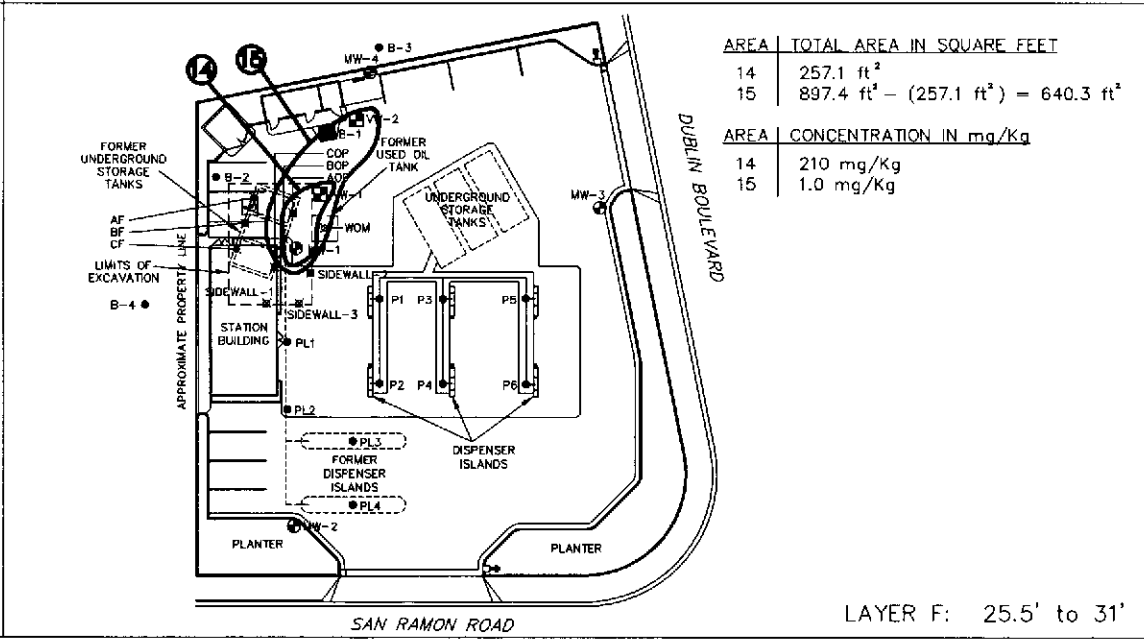 AREA TOTAL AREA IN SQUARE FEET
14 257.1 ft²
15 897.4 ft² – (257.1 ft²) = 640.3 ft²
AREA CONCENTRATION IN mg/Kg
14 210 mg/Kg
15 1.0 mg/Kg
14
15
B-3
MW-4
VW-2
B-1
FORMER
USED OIL
TANK
COP
BOP
AOP
FORMER
UNDERGROUND
STORAGE
TANKS
B-2
UNDERGROUND
STORAGE
TANKS
MW-3
DUBLIN BOULEVARD
WOM
AF
BF
CF
LIMITS OF
EXCAVATION
SIDEWALL-2
SIDEWALL-1
SIDEWALL-3
B-4
APPROXIMATE PROPERTY LINE
STATION
BUILDING
PL1
P1
P3
P5
P2
P4
P6
PL2
PL3
FORMER
DISPENSER
ISLANDS
DISPENSER
ISLANDS
PL4
MW-2
PLANTER
PLANTER
SAN RAMON ROAD
LAYER F: 25.5' to 31'